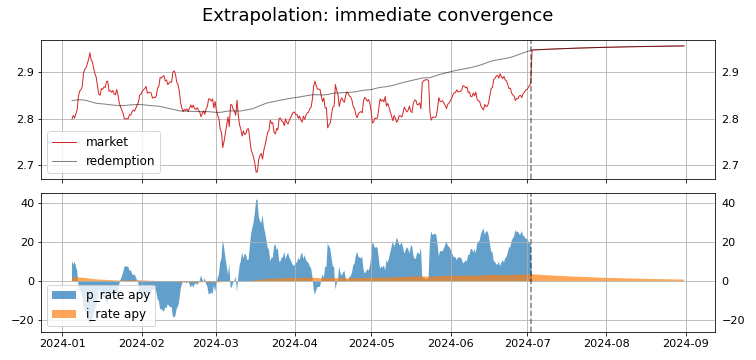 Extrapolation: immediate convergence
2.9 2.9
2.8 2.8
2.7 2.7
market
redemption
40 40
20 20
0 0
−20 −20
p_rate apy
i_rate apy
2024-01 2024-02 2024-03 2024-04 2024-05 2024-06 2024-07 2024-08 2024-09